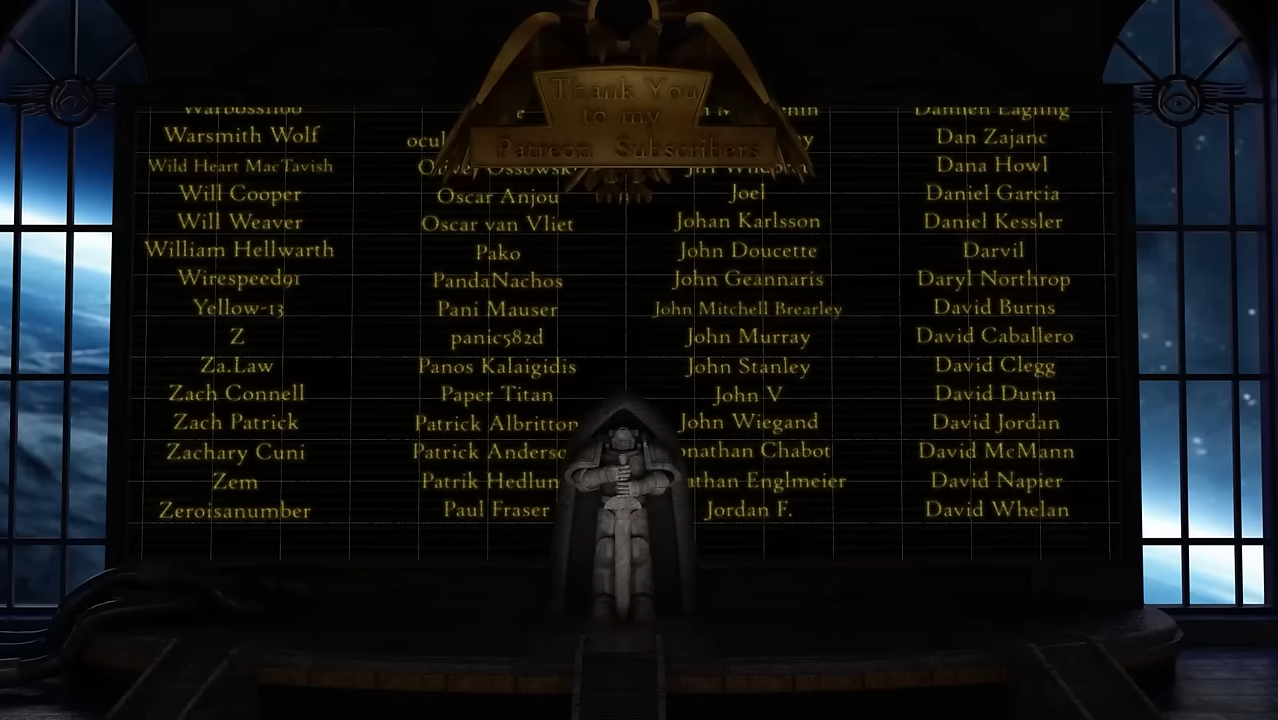 Thank You
to my
Patreon Subscribers
Warsmith Wolf
Wild Heart MacTavish
Will Cooper
Will Weaver
William Hellwarth
Wirespeed91
Yellow-13
Z
Za.Law
Zach Connell
Zach Patrick
Zachary Cuni
Zem
Zeroisanumber
Oscar Anjou
Oscar van Vliet
Pako
PandaNachos
Pani Mauser
panic582d
Panos Kalaigidis
Paper Titan
Patrick Albritton
Patrick
Patrik
Paul Fraser
Joel
Johan Karlsson
John Doucette
John Geannaris
John Mitchell Brearley
John Murray
John Stanley
John V
John Wiegand
Chabot
Englmeier
Jordan F.
Dan Zajanc
Dana Howl
Daniel Garcia
Daniel Kessler
Darvil
Daryl Northrop
David Burns
David Caballero
David Clegg
David Dunn
David Jordan
David McMann
David Napier
David Whelan